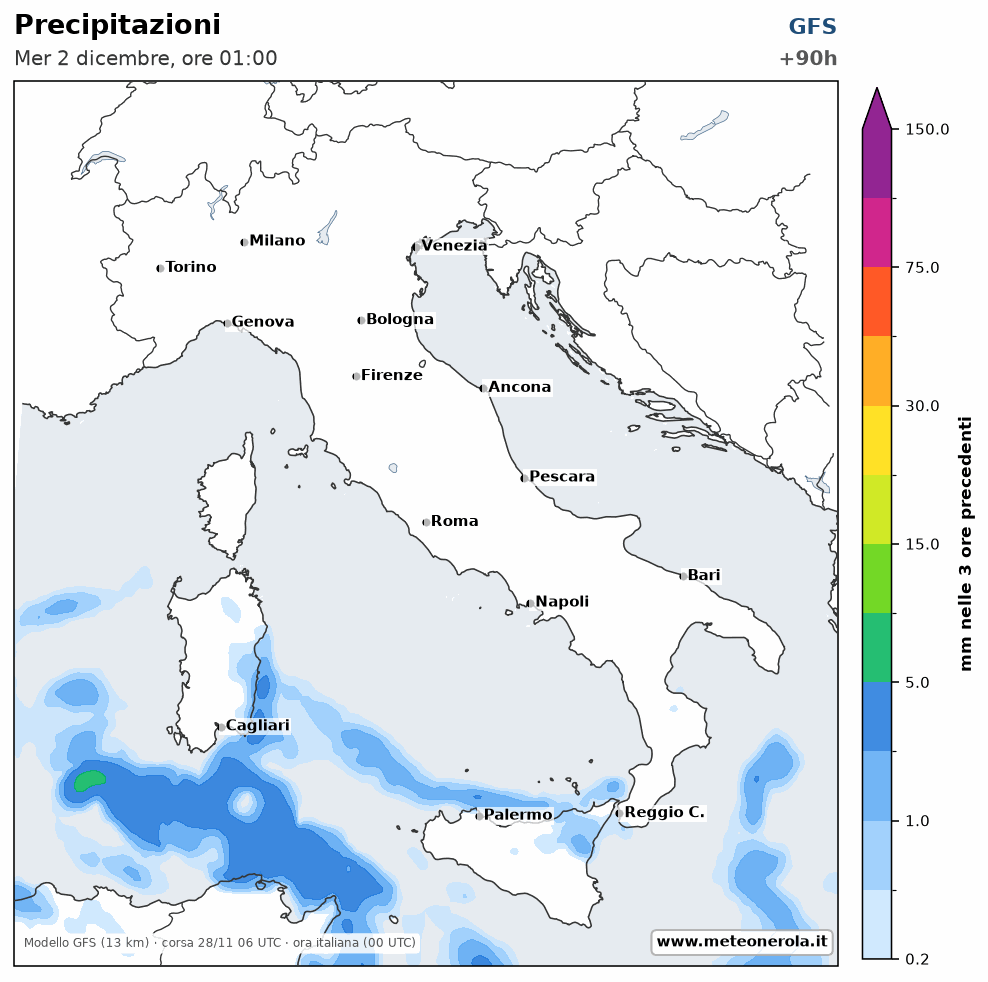 Precipitazioni
GFS
Mer 2 dicembre, ore 01:00
+90h
150.0
75.0
30.0
15.0
5.0
1.0
0.2
mm nelle 3 ore precedenti
Milano
Venezia
Torino
Genova
Bologna
Firenze
Ancona
Pescara
Roma
Bari
Napoli
Cagliari
Palermo
Reggio C.
Modello GFS (13 km) · corsa 28/11 06 UTC · ora italiana (00 UTC)
www.meteonerola.it